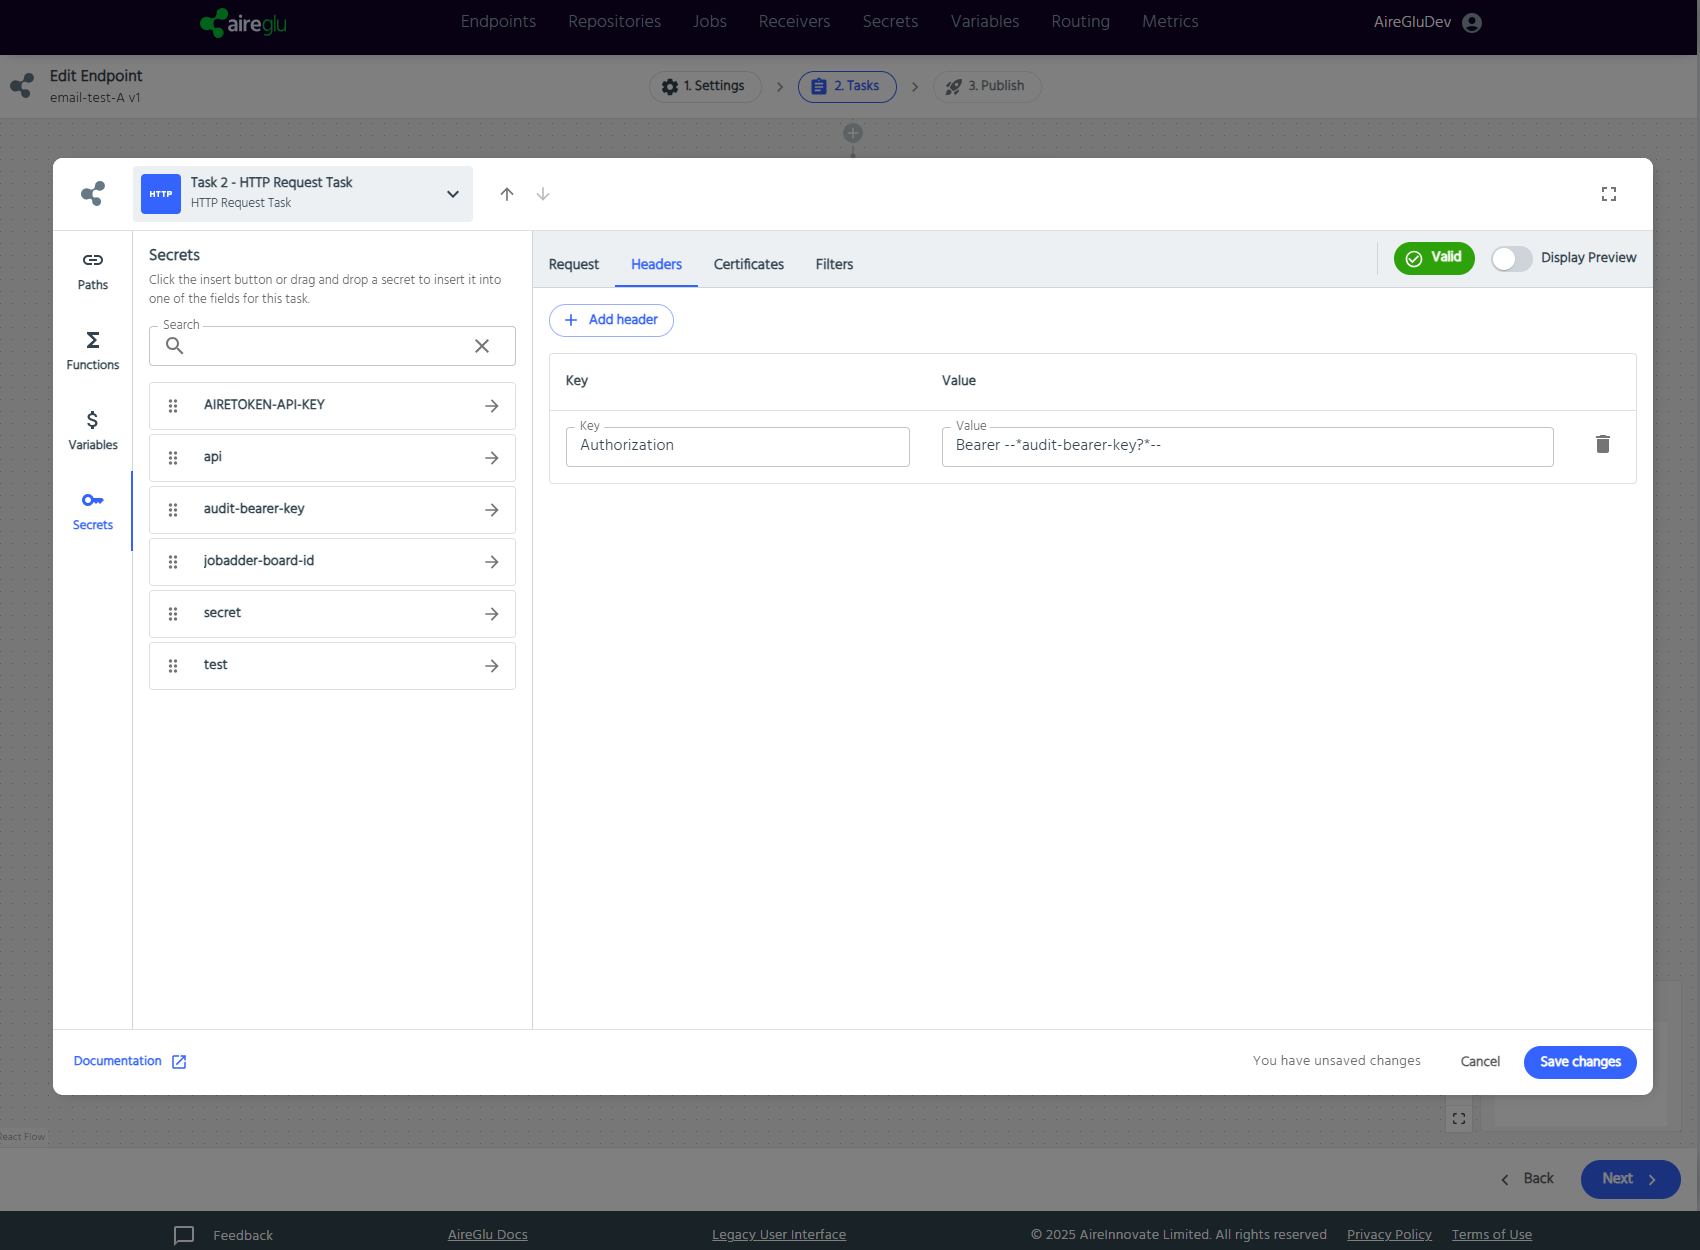 aireglu
Endpoints Repositories Jobs Receivers Secrets Variables Routing Metrics
AireGluDev
Edit Endpoint
email-test-A v1
1. Settings
2. Tasks
3. Publish
HTTP
Task 2 - HTTP Request Task
HTTP Request Task
Paths
Functions
Variables
Secrets
Secrets
Click the insert button or drag and drop a secret to insert it into
one of the fields for this task.
Search
AIRETOKEN-API-KEY
api
audit-bearer-key
jobadder-board-id
secret
test
Request Headers Certificates Filters
Valid
Display Preview
Add header
Key Value
Key
Authorization
Value
Bearer --*audit-bearer-key?*--
Documentation
You have unsaved changes
Cancel
Save changes
React Flow
Back
Next
Feedback
AireGlu Docs
Legacy User Interface
© 2025 AireInnovate Limited. All rights reserved
Privacy Policy
Terms of Use